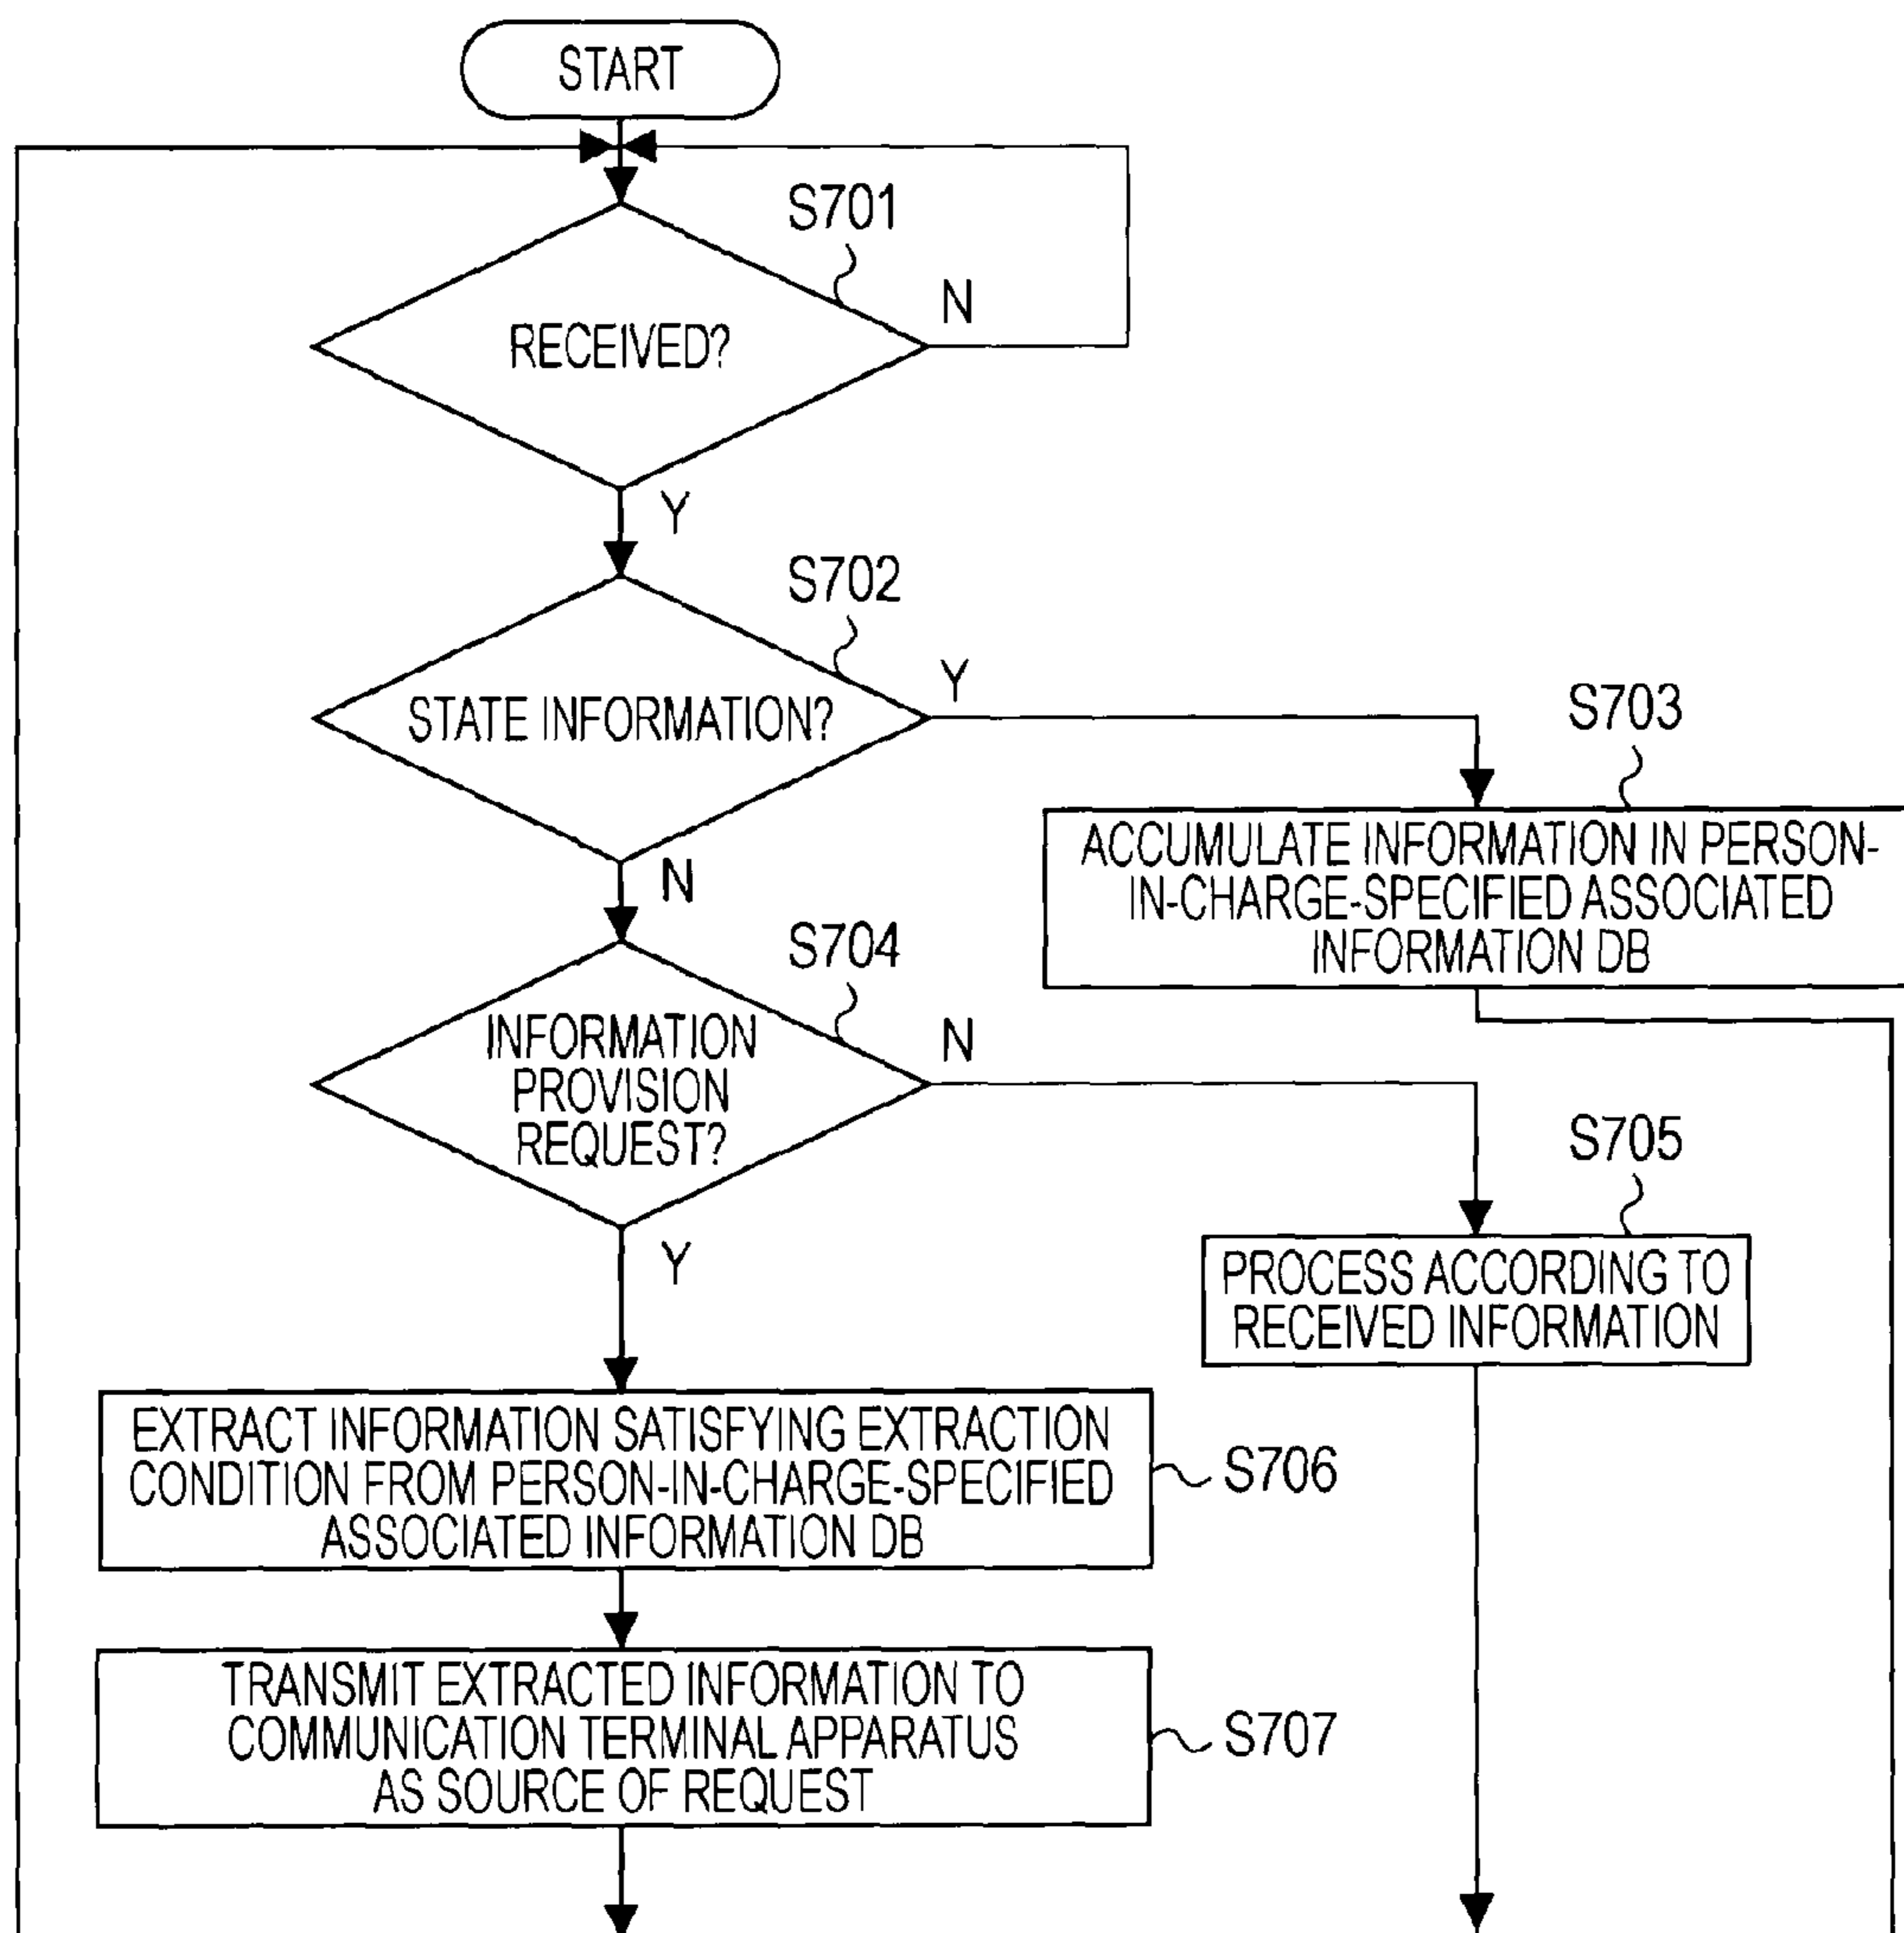 START
S701
N
RECEIVED?
Y
S702
Y
STATE INFORMATION?
S703
ACCUMULATE INFORMATION IN PERSON-
IN-CHARGE-SPECIFIED ASSOCIATED
INFORMATION DB
N
S704
N
INFORMATION
PROVISION
REQUEST?
S705
Y
PROCESS ACCORDING TO
RECEIVED INFORMATION
EXTRACT INFORMATION SATISFYING EXTRACTION
CONDITION FROM PERSON-IN-CHARGE-SPECIFIED
ASSOCIATED INFORMATION DB
S706
TRANSMIT EXTRACTED INFORMATION TO
COMMUNICATION TERMINAL APPARATUS
AS SOURCE OF REQUEST
S707